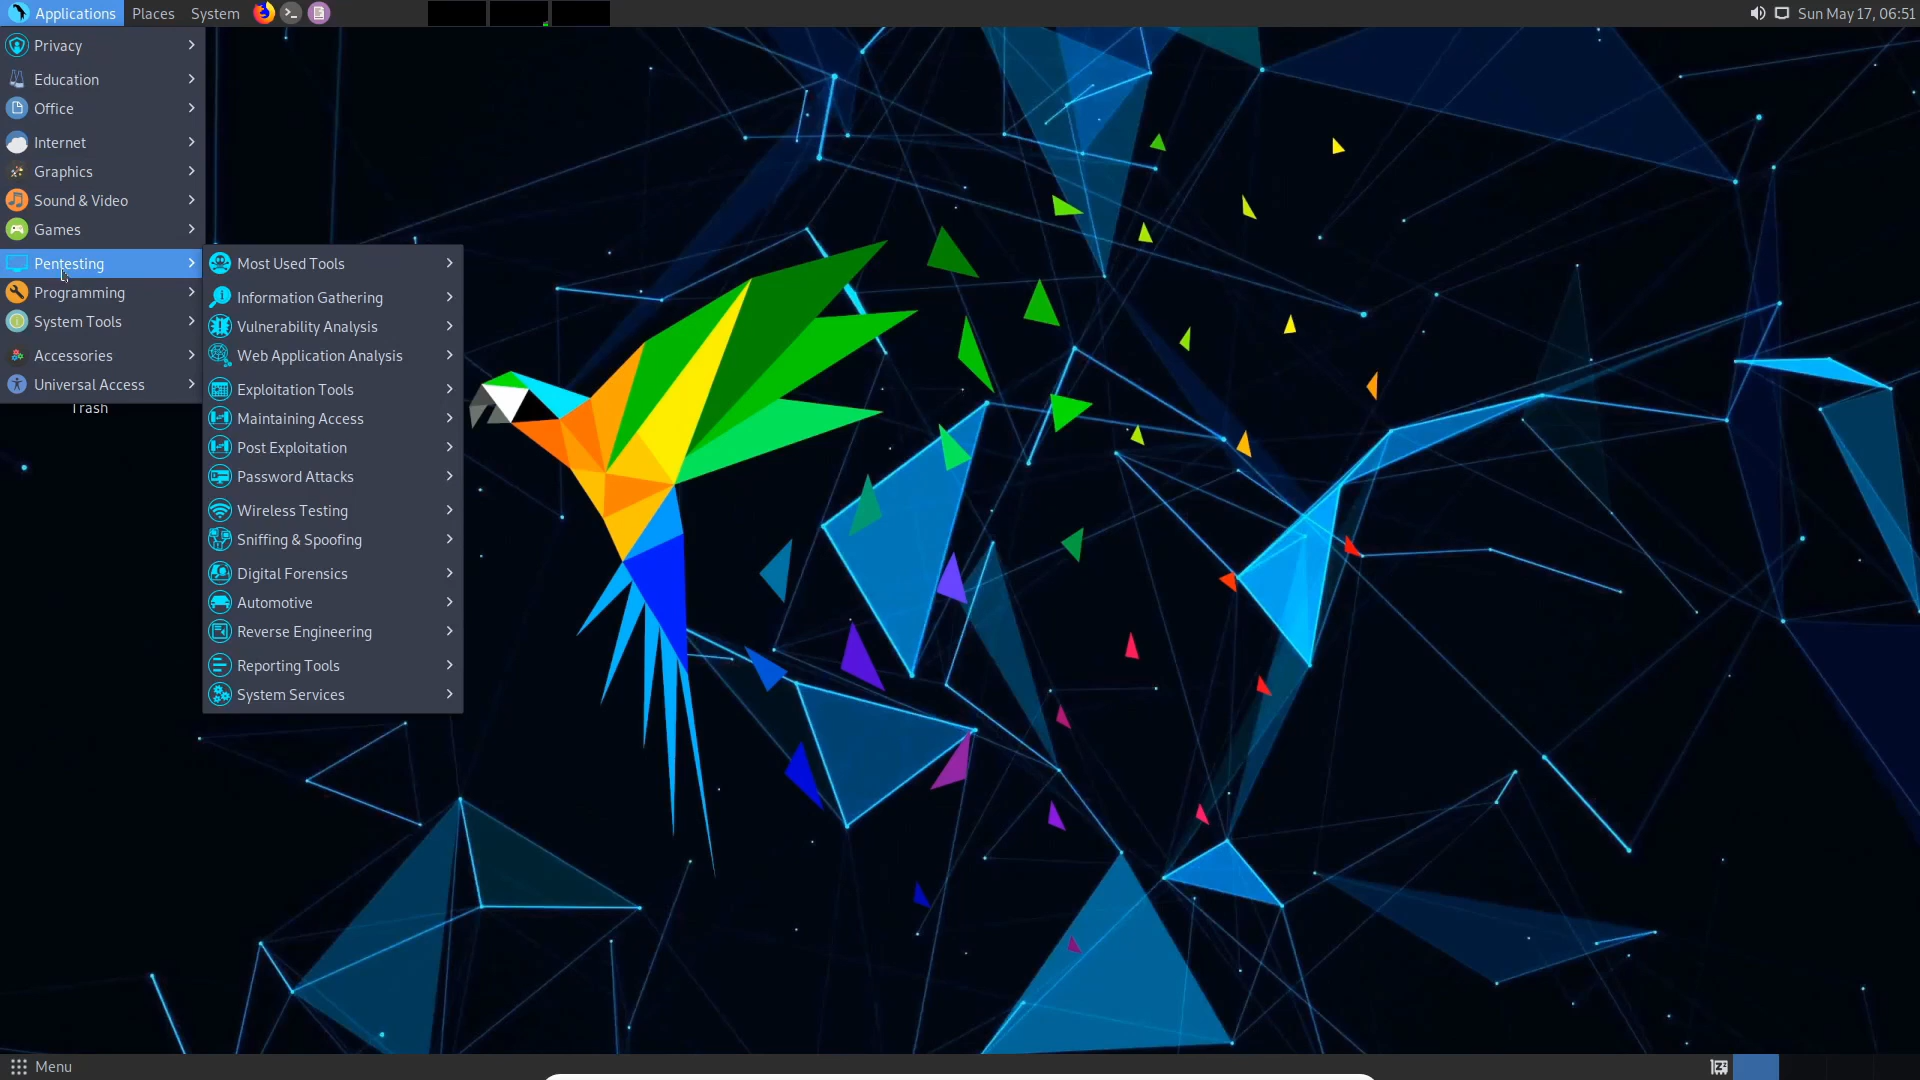 Applications Places System Sun May 17, 06:51
Privacy
Education
Office
Internet
Graphics
Sound & Video
Games
Pentesting
Programming
System Tools
Accessories
Universal Access
Trash
Most Used Tools
Information Gathering
Vulnerability Analysis
Web Application Analysis
Exploitation Tools
Maintaining Access
Post Exploitation
Password Attacks
Wireless Testing
Sniffing & Spoofing
Digital Forensics
Automotive
Reverse Engineering
Reporting Tools
System Services
Menu